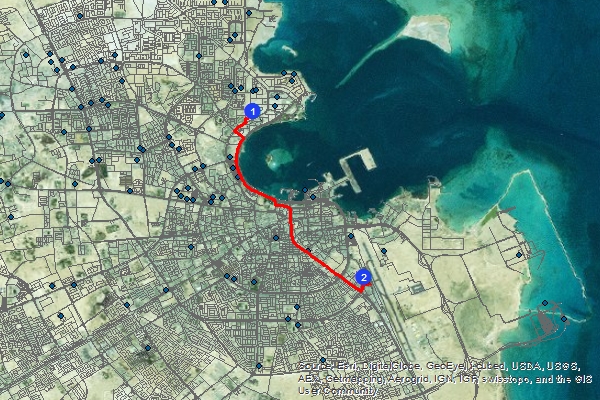 1
2
Source: Esri, DigitalGlobe, GeoEye, i-cubed, USDA, USGS,
AEX, Getmapping, Aerogrid, IGN, IGP, swisstopo, and the GIS
User Community